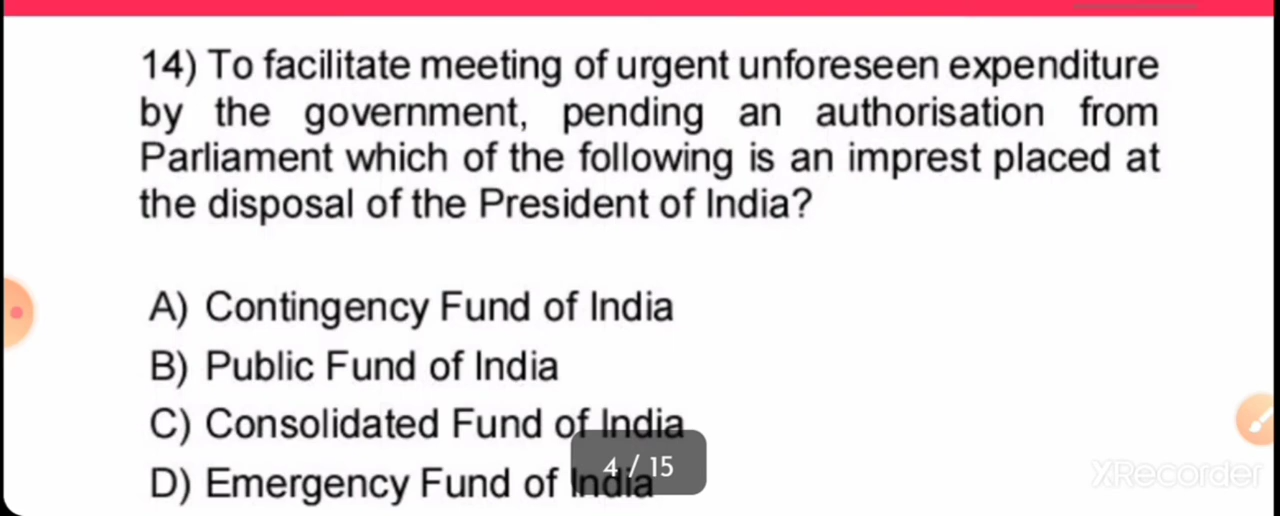 14) To facilitate meeting of urgent unforeseen expenditure
by the government, pending an authorisation from
Parliament which of the following is an imprest placed at
the disposal of the President of India?
A) Contingency Fund of India
B) Public Fund of India
C) Consolidated Fund of India
D) Emergency Fund of India
4 / 15
XRecorder